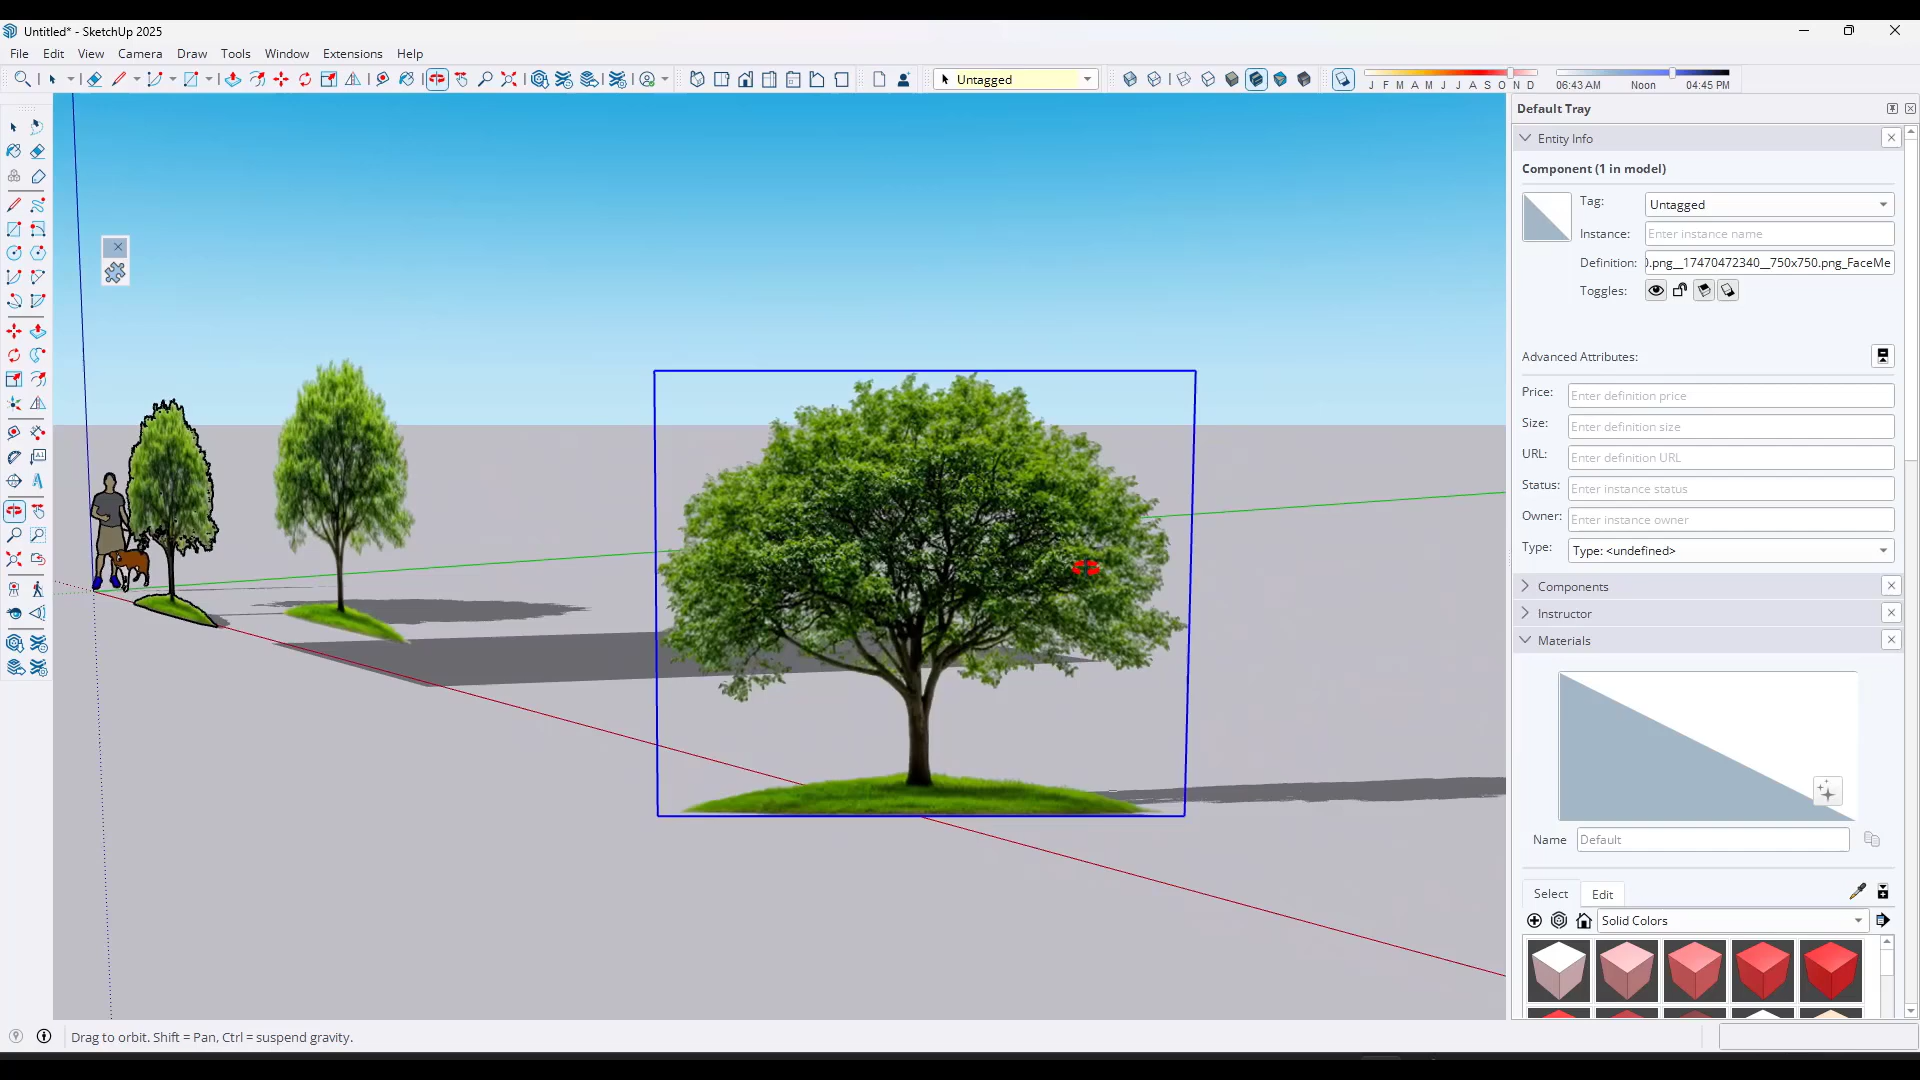 Untitled* - SketchUp 2025
File Edit View Camera Draw Tools Window Extensions Help
Untagged
J F M A M J J A S O N D
06:43 AM Noon 04:45 PM
Default Tray
Entity Info
Component (1 in model)
Tag: Untagged
Instance: Enter instance name
Definition: ).png__17470472340__750x750.png_FaceMe
Toggles:
Advanced Attributes:
Price: Enter definition price
Size: Enter definition size
URL: Enter definition URL
Status: Enter instance status
Owner: Enter instance owner
Type: Type: <undefined>
Components
Instructor
Materials
Name Default
Select Edit
Solid Colors
Drag to orbit. Shift = Pan, Ctrl = suspend gravity.